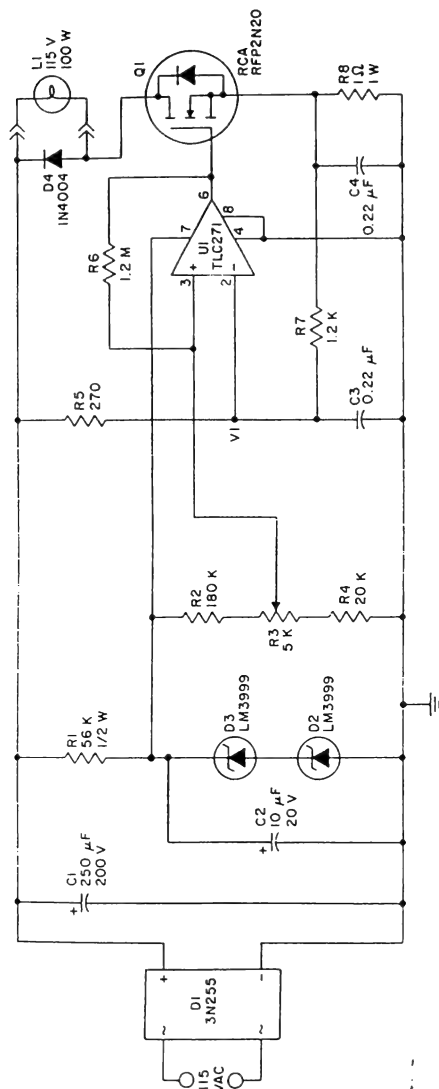 115
VAC
~
~
D1
3N255
+
−
+
C1
250 μF
200 V
R1
56 K
1/2 W
+
C2
10 μF
20 V
D3
LM3999
D2
LM3999
R2
180 K
R3
5 K
R4
20 K
R5
270
V1
C3
0.22 μF
R6
1.2 M
3
+
2
−
7
U1
TLC271
6
4
8
R7
1.2 K
C4
0.22 μF
D4
1N4004
L1
115 V
100 W
Q1
RCA
RFP2N20
R8
1 Ω
1 W